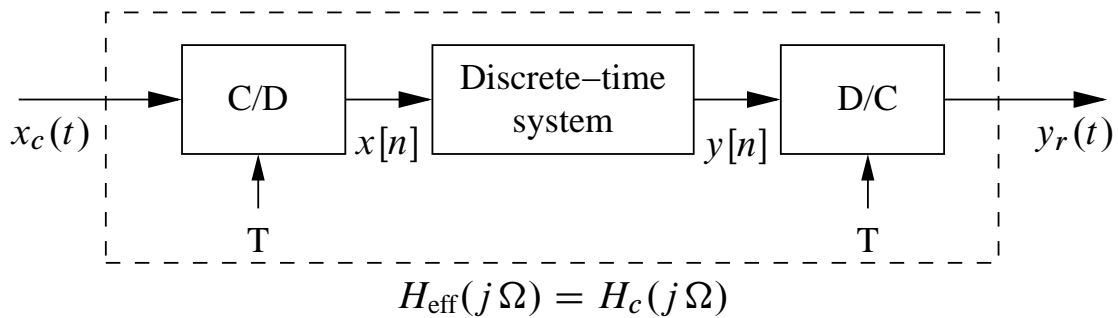 C/D
Discrete–time
system
D/C
x_c(t)
x[n]
y[n]
y_r(t)
T
T
H_eff(jΩ) = H_c(jΩ)